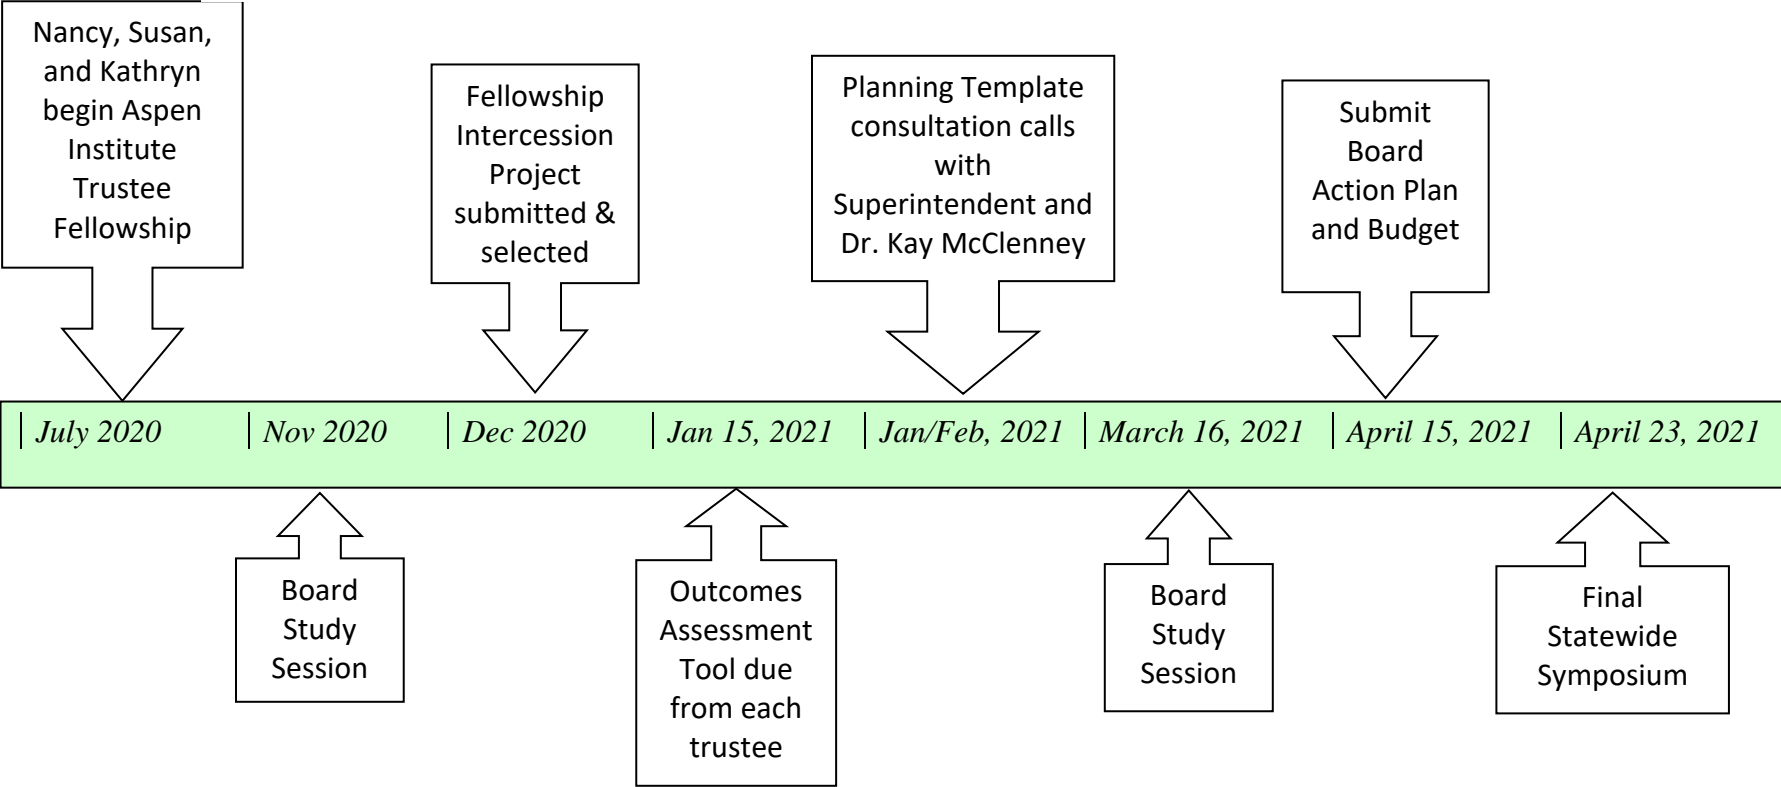 Nancy, Susan,
and Kathryn
begin Aspen
Institute
Trustee
Fellowship
Fellowship
Intercession
Project
submitted &
selected
Planning Template
consultation calls
with
Superintendent and
Dr. Kay McClenney
Submit
Board
Action Plan
and Budget
July 2020
Nov 2020
Dec 2020
Jan 15, 2021
Jan/Feb, 2021
March 16, 2021
April 15, 2021
April 23, 2021
Board
Study
Session
Outcomes
Assessment
Tool due
from each
trustee
Board
Study
Session
Final
Statewide
Symposium